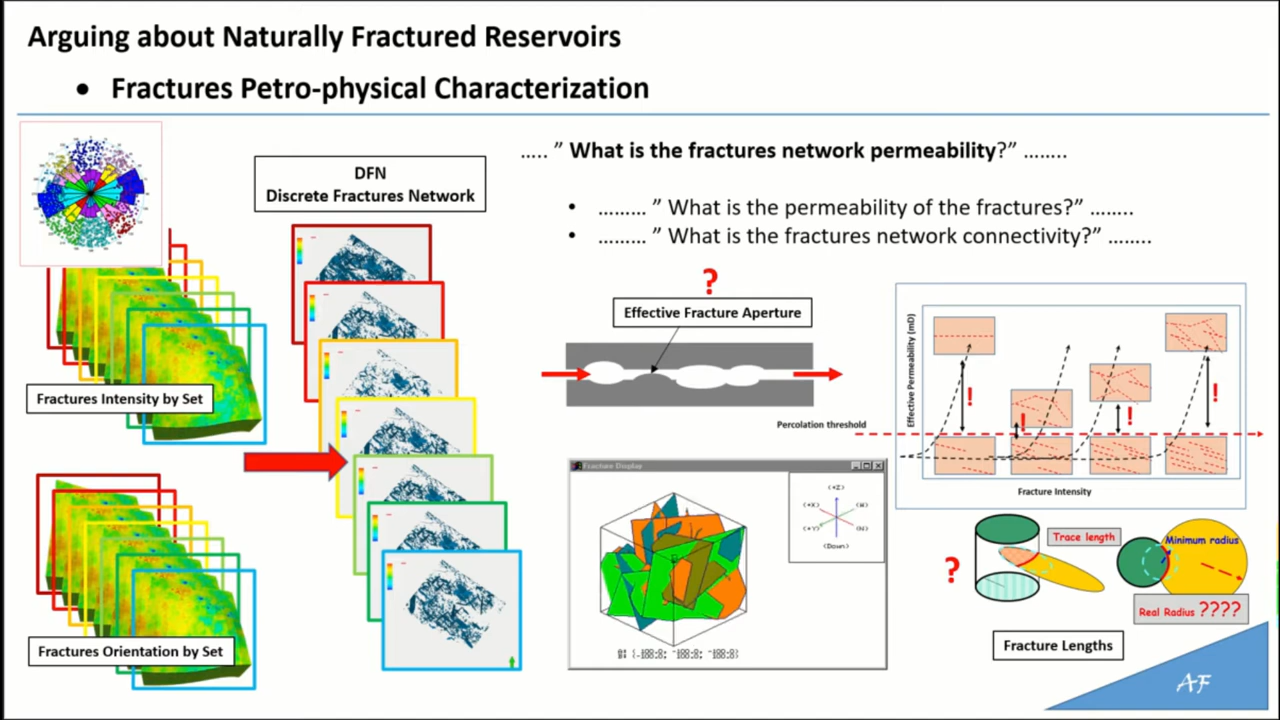 Arguing about Naturally Fractured Reservoirs
• Fractures Petro-physical Characterization
..... ” What is the fractures network permeability?” ........
DFN
Discrete Fractures Network
• ......... ” What is the permeability of the fractures?” ........
• ......... ” What is the fractures network connectivity?” ........
?
Effective Fracture Aperture
Fractures Intensity by Set
Effective Permeability (mD)
!
!
!
!
Percolation threshold
Fracture Intensity
Fracture Display
(+Z)
(+X)
(N)
(+Y)
(Down)
Trace length
Minimum radius
?
Real Radius ????
Fractures Orientation by Set
Fracture Lengths
AF